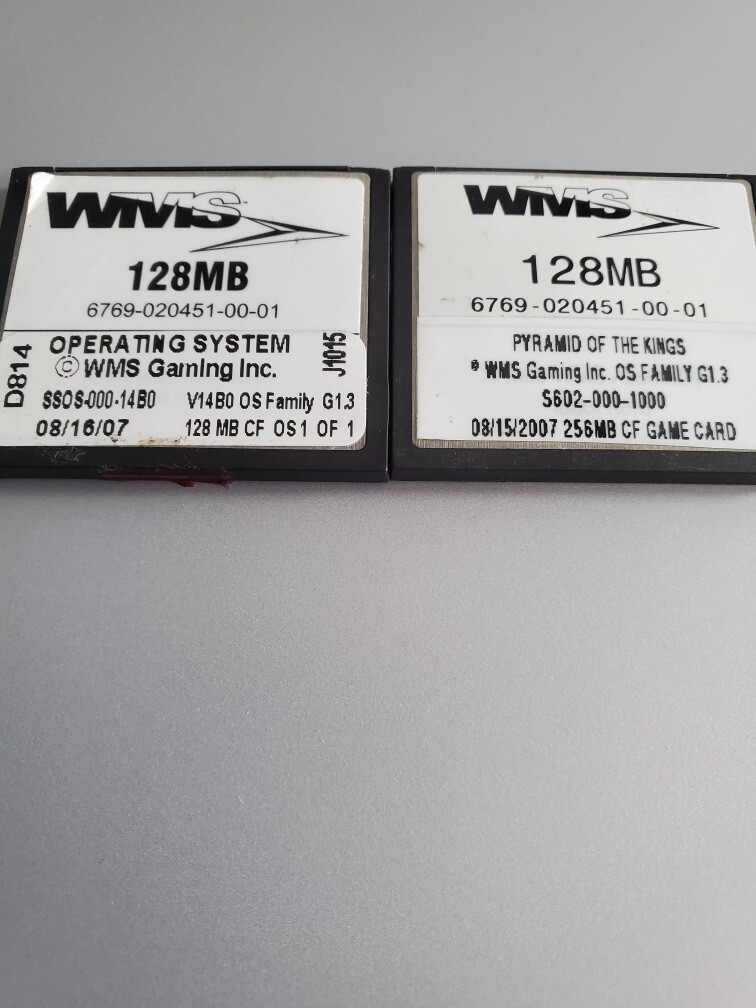 WMS
128MB
6769-020451-00-01
D814
OPERATING SYSTEM
© WMS Gaming Inc.
J1015
SSOS-000-14B0 V14B0 OS Family G1.3
08/16/07 128 MB CF OS 1 OF 1
WMS
128MB
6769-020451-00-01
PYRAMID OF THE KINGS
© WMS Gaming Inc. OS FAMILY G1.3
S602-000-1000
08/15/2007 256MB CF GAME CARD